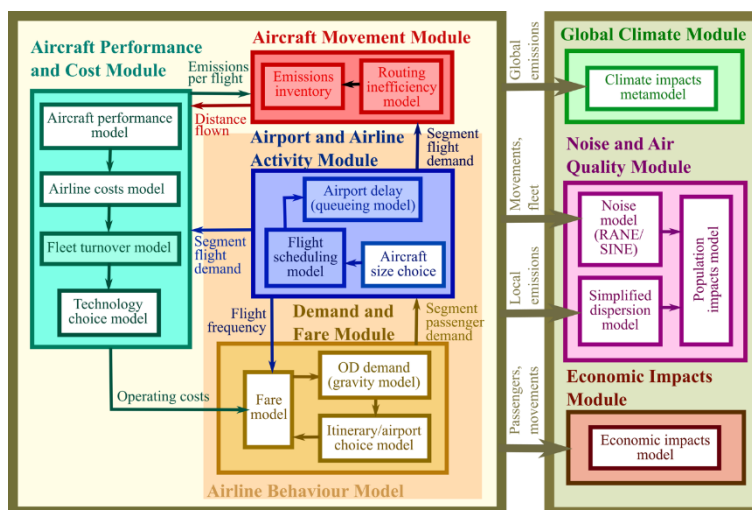 Aircraft Performance
and Cost Module
Aircraft performance
model
Airline costs model
Fleet turnover model
Technology
choice model
Emissions
per flight
Distance
flown
Aircraft Movement Module
Emissions
inventory
Routing
inefficiency
model
Airport and Airline
Activity Module
Segment
flight
demand
Airport delay
(queueing model)
Flight
scheduling
model
Aircraft
size choice
Segment
flight
demand
Flight
frequency
Demand and
Fare Module
Segment
passenger
demand
Operating costs
Fare
model
OD demand
(gravity model)
Itinerary/airport
choice model
Airline Behaviour Model
Global
emissions
Movements,
fleet
Local
emissions
Passengers,
movements
Global Climate Module
Climate impacts
metamodel
Noise and Air
Quality Module
Noise
model
(RANE/
SINE)
Simplified
dispersion
model
Population
impacts model
Economic Impacts
Module
Economic impacts
model